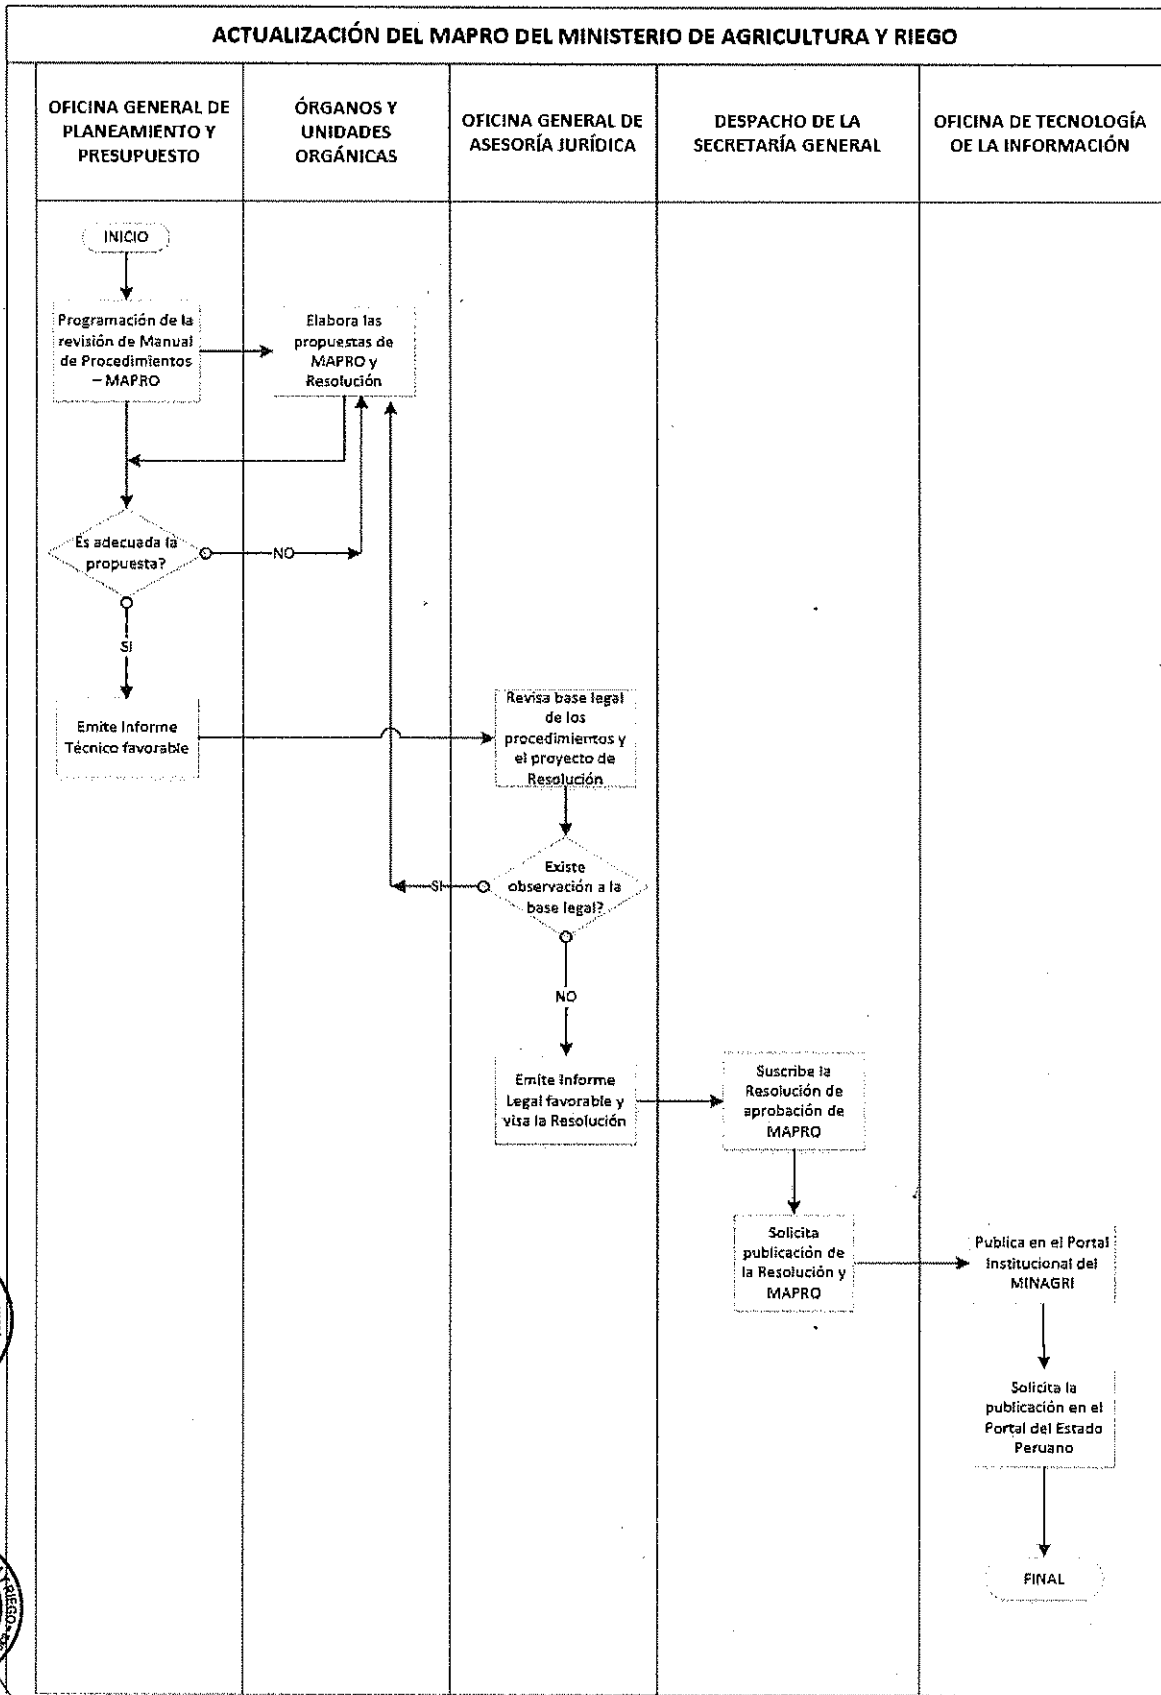 ACTUALIZACIÓN DEL MAPRO DEL MINISTERIO DE AGRICULTURA Y RIEGO
OFICINA GENERAL DE
PLANEAMIENTO Y
PRESUPUESTO
ÓRGANOS Y
UNIDADES
ORGÁNICAS
OFICINA GENERAL DE
ASESORÍA JURÍDICA
DESPACHO DE LA
SECRETARÍA GENERAL
OFICINA DE TECNOLOGÍA
DE LA INFORMACIÓN
INICIO
Programación de la
revisión de Manual
de Procedimientos
– MAPRO
Elabora las
propuestas de
MAPRO y
Resolución
Es adecuada la
propuesta?
NO
SI
Emite Informe
Técnico favorable
Revisa base legal
de los
procedimientos y
el proyecto de
Resolución
Existe
observación a la
base legal?
SI
NO
Emite Informe
Legal favorable y
visa la Resolución
Suscribe la
Resolución de
aprobación de
MAPRO
Solicita
publicación de
la Resolución y
MAPRO
Publica en el Portal
Institucional del
MINAGRI
Solicita la
publicación en el
Portal del Estado
Peruano
FINAL
Y RIEGO